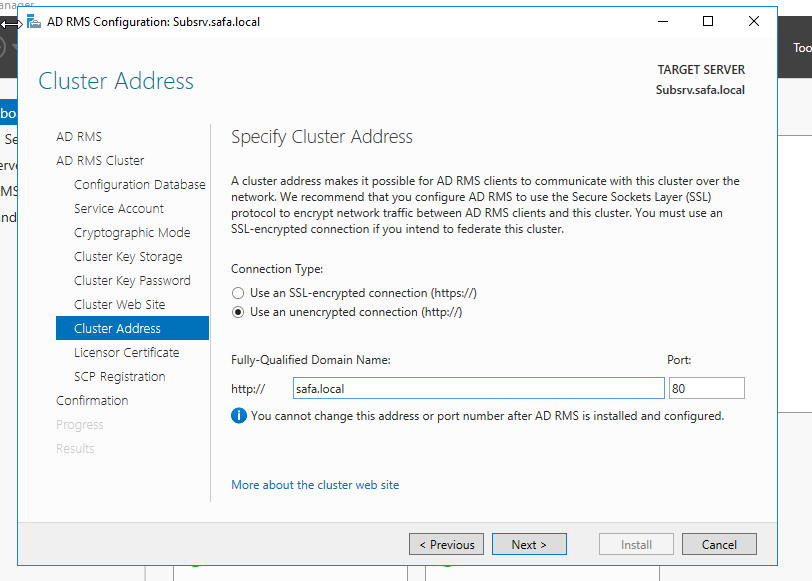 anager
AD RMS Configuration: Subsrv.safa.local
Too
Cluster Address
TARGET SERVER
Subsrv.safa.local
bo
Se
erve
MS
and
AD RMS
AD RMS Cluster
Configuration Database
Service Account
Cryptographic Mode
Cluster Key Storage
Cluster Key Password
Cluster Web Site
Cluster Address
Licensor Certificate
SCP Registration
Confirmation
Progress
Results
Specify Cluster Address
A cluster address makes it possible for AD RMS clients to communicate with this cluster over the
network. We recommend that you configure AD RMS to use the Secure Sockets Layer (SSL)
protocol to encrypt network traffic between AD RMS clients and this cluster. You must use an
SSL-encrypted connection if you intend to federate this cluster.
Connection Type:
Use an SSL-encrypted connection (https://)
Use an unencrypted connection (http://)
Fully-Qualified Domain Name: Port:
http:// safa.local 80
You cannot change this address or port number after AD RMS is installed and configured.
More about the cluster web site
< Previous Next > Install Cancel